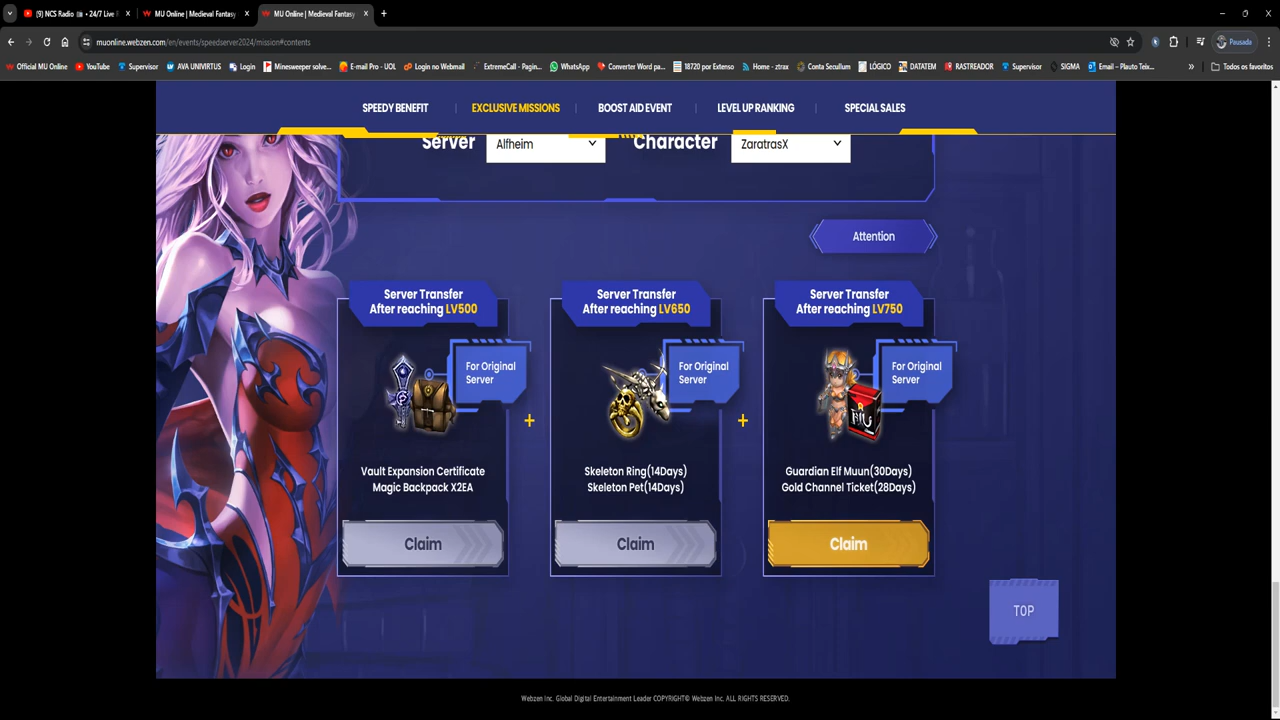 (9) NCS Radio
• 24/7 Live
MU Online | Medieval Fantasy
MU Online | Medieval Fantasy
muonline.webzen.com/en/events/speedserver2024/mission#contents
Pausada
Official MU Online
YouTube
Supervisor
AVA UNIVIRTUS
Login
Minesweeper solve...
E-mail Pro - UOL
Login no Webmail
ExtremeCall - Pagin...
WhatsApp
Converter Word pa...
18720 por Extenso
Home · ztrax
Conta Secullum
LÓGICO
DATATEM
RASTREADOR
Supervisor
SIGMA
Email – Plauto Teix...
»
Todos os favoritos
SPEEDY BENEFIT
EXCLUSIVE MISSIONS
BOOST AID EVENT
LEVEL UP RANKING
SPECIAL SALES
Server
Alfheim
Character
ZaratrasX
Attention
Server Transfer
After reaching LV500
For Original
Server
Vault Expansion Certificate
Magic Backpack X2EA
Claim
+
Server Transfer
After reaching LV650
For Original
Server
Skeleton Ring(14Days)
Skeleton Pet(14Days)
Claim
+
Server Transfer
After reaching LV750
For Original
Server
MU
Guardian Elf Muun(30Days)
Gold Channel Ticket(28Days)
Claim
TOP
Webzen Inc. Global Digital Entertainment Leader COPYRIGHT© Webzen Inc. ALL RIGHTS RESERVED.